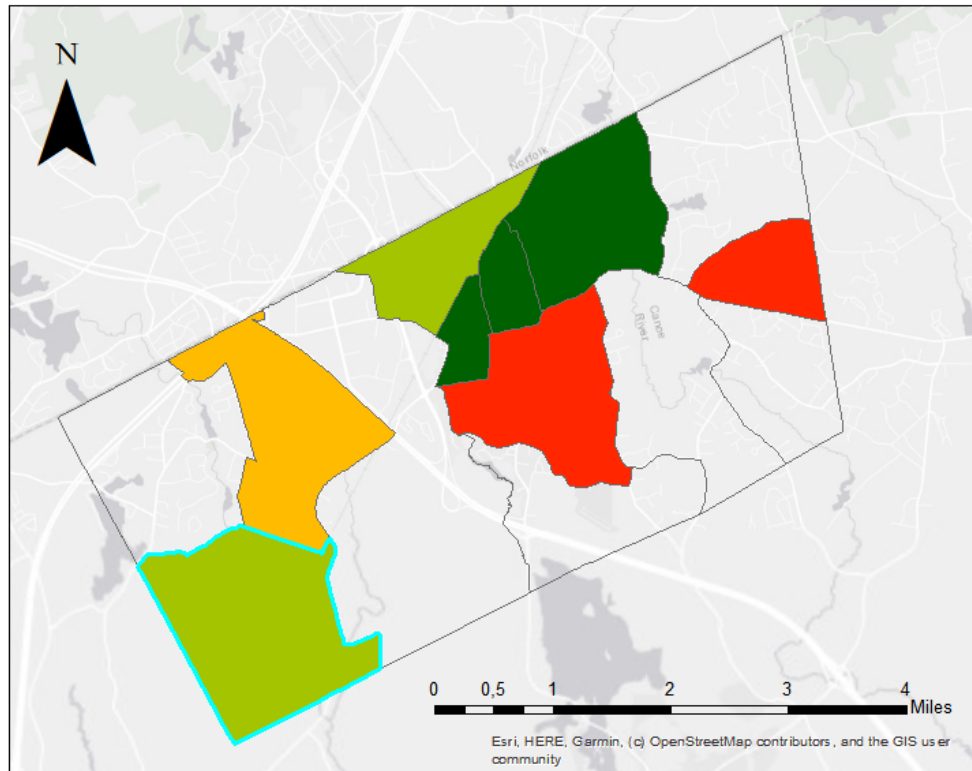 N
Norfolk
Canoe
River
0 0,5 1 2 3 4
Miles
Esri, HERE, Garmin, (c) OpenStreetMap contributors, and the GIS user
community